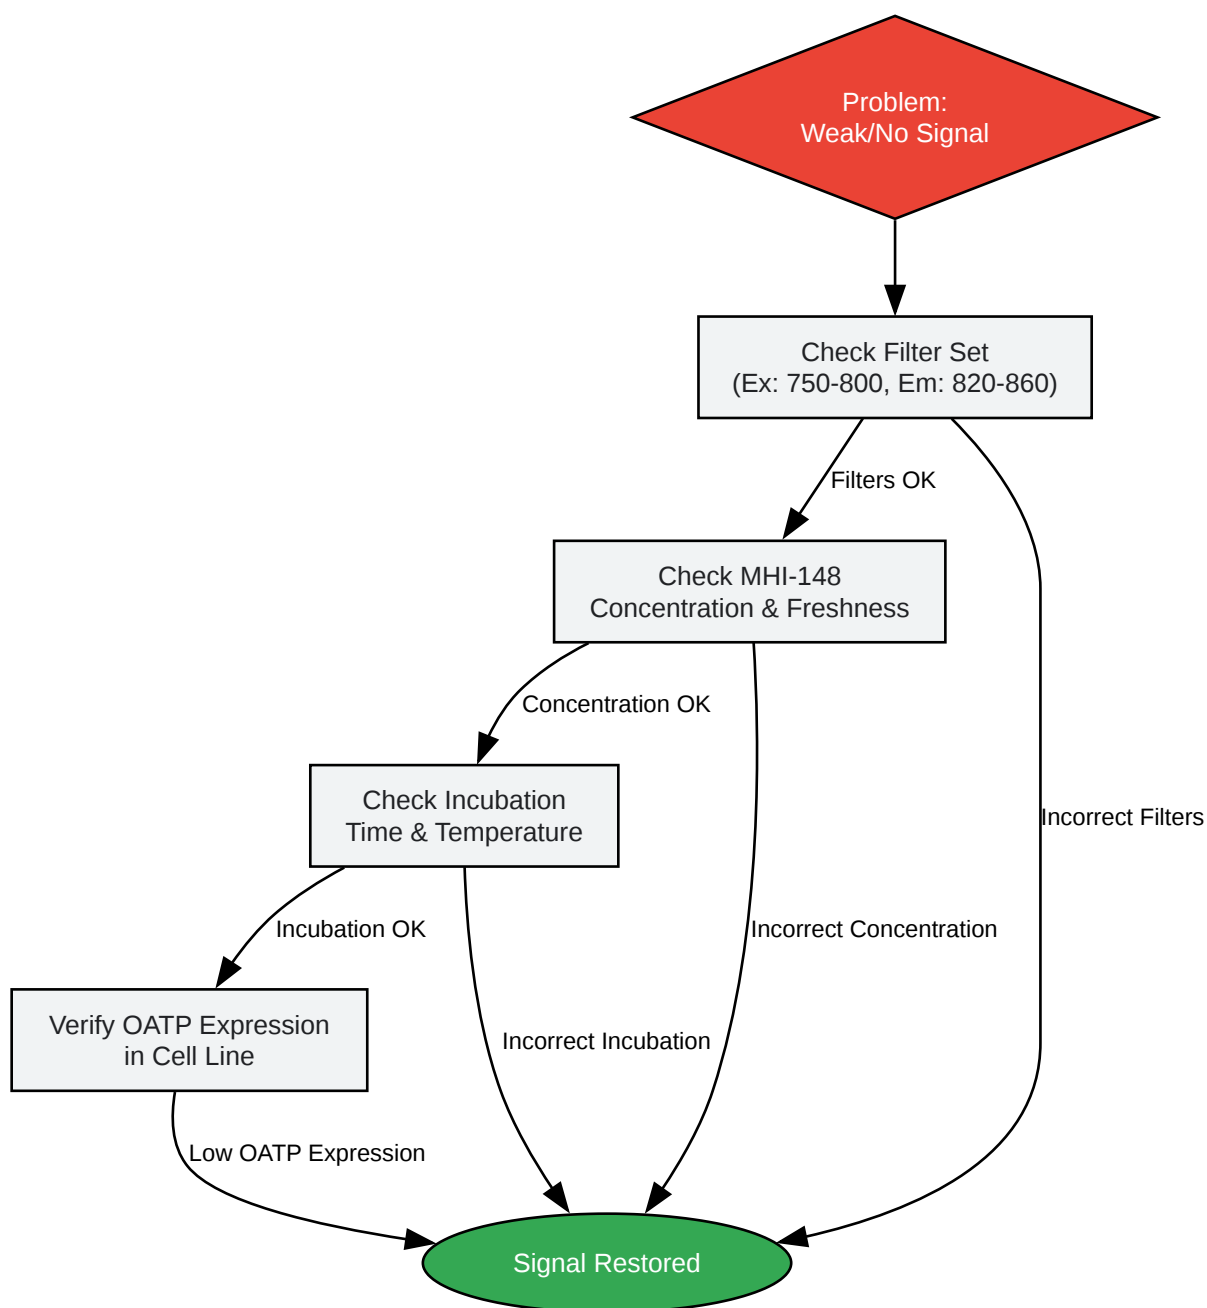 Problem:
Weak/No Signal
Check Filter Set
(Ex: 750-800, Em: 820-860)
Filters OK
Check MHI-148
Concentration & Freshness
Concentration OK
Check Incubation
Time & Temperature
Incorrect Filters
Incubation OK
Incorrect Concentration
Verify OATP Expression
in Cell Line
Incorrect Incubation
Low OATP Expression
Signal Restored